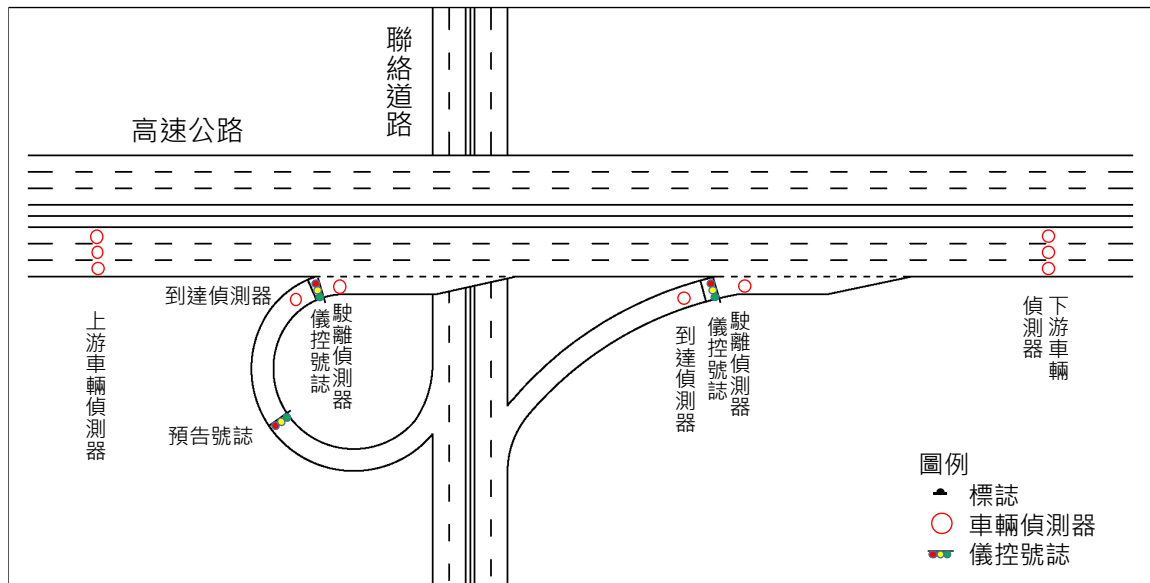 聯絡道路
高速公路
到達偵測器
駛離偵測器
儀控號誌
上游車輛偵測器
預告號誌
到達偵測器
駛離偵測器
儀控號誌
下游車輛
偵測器
圖例
標誌
車輛偵測器
儀控號誌